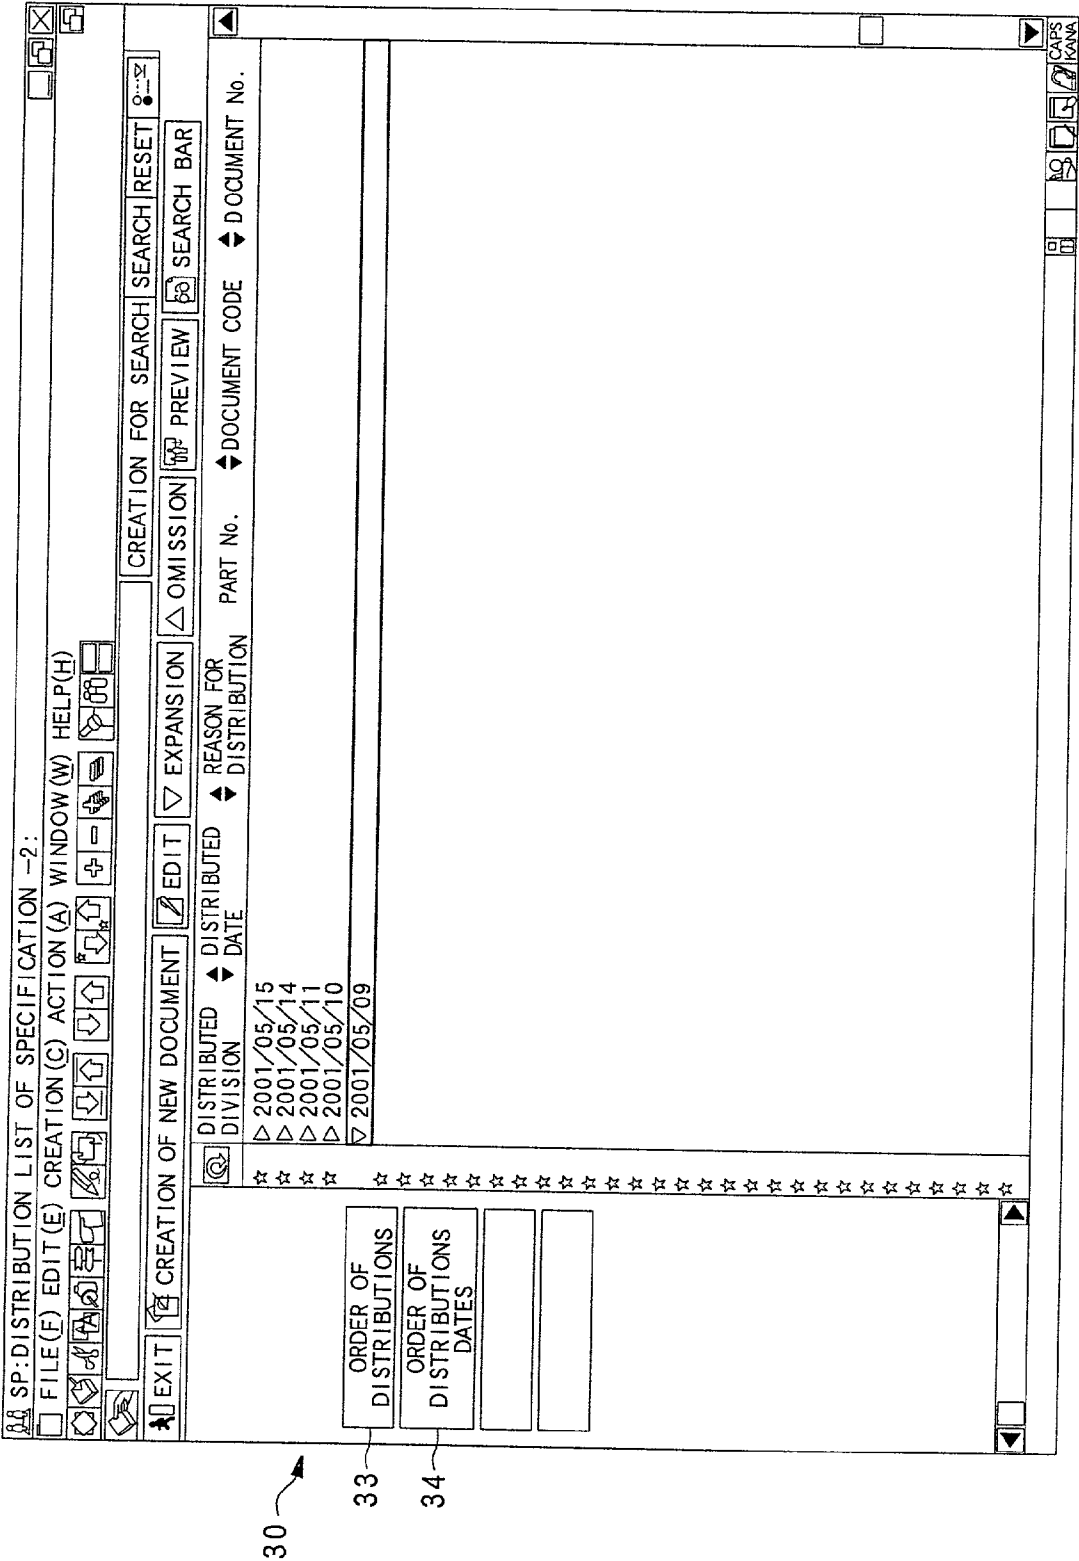 SP:DISTRIBUTION LIST OF SPECIFICATION -2:
FILE(F) EDIT(E) CREATION(C) ACTION(A) WINDOW(W) HELP(H)
CREATION FOR SEARCH SEARCH RESET
EXIT CREATION OF NEW DOCUMENT EDIT ▽ EXPANSION △ OMISSION PREVIEW SEARCH BAR
DISTRIBUTED DIVISION
DISTRIBUTED DATE
REASON FOR DISTRIBUTION
PART No.
DOCUMENT CODE
DOCUMENT No.
☆ ▷ 2001/05/15
☆ ▷ 2001/05/14
☆ ▷ 2001/05/11
☆ ▷ 2001/05/10
▽ 2001/05/09
ORDER OF
DISTRIBUTIONS
ORDER OF
DISTRIBUTIONS
DATES
30
33
34
CAPS
KANA